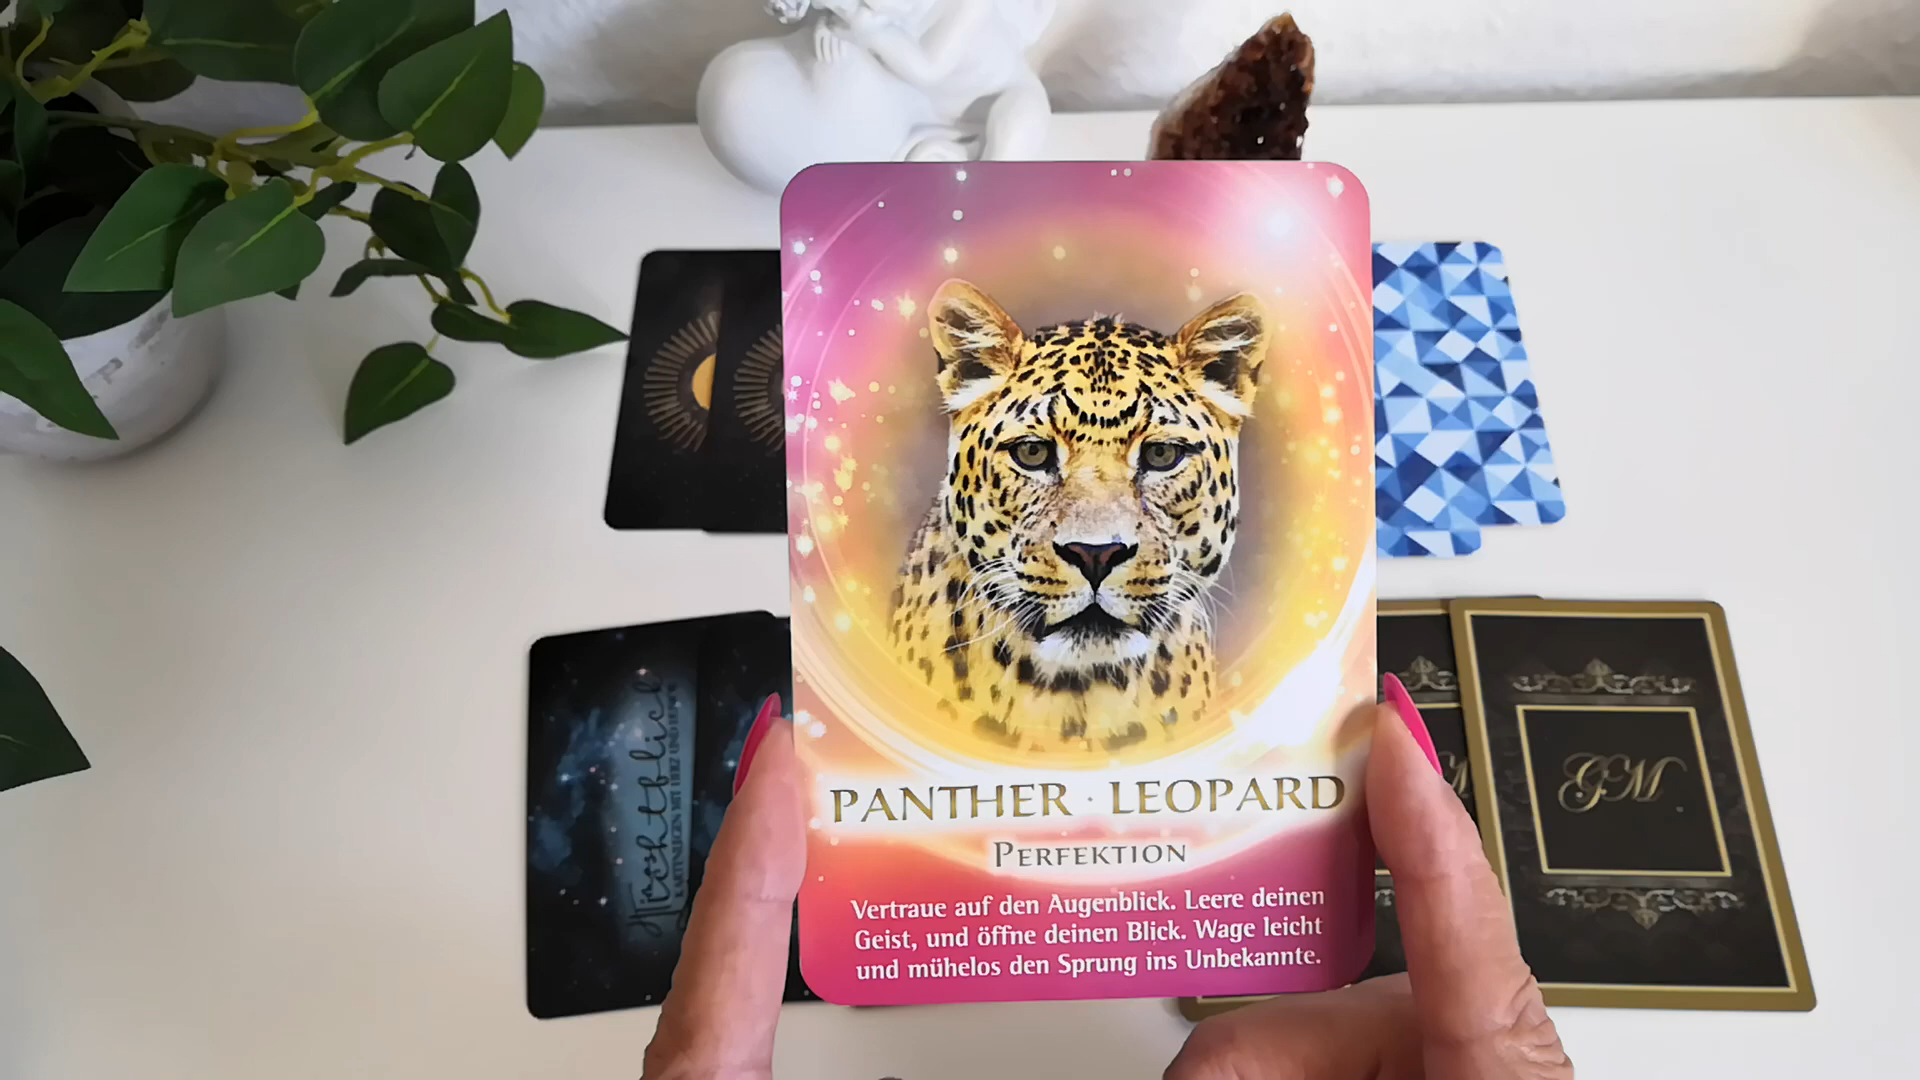 PANTHER · LEOPARD
PERFEKTION
Vertraue auf den Augenblick. Leere deinen
Geist, und öffne deinen Blick. Wage leicht
und mühelos den Sprung ins Unbekannte.
GM